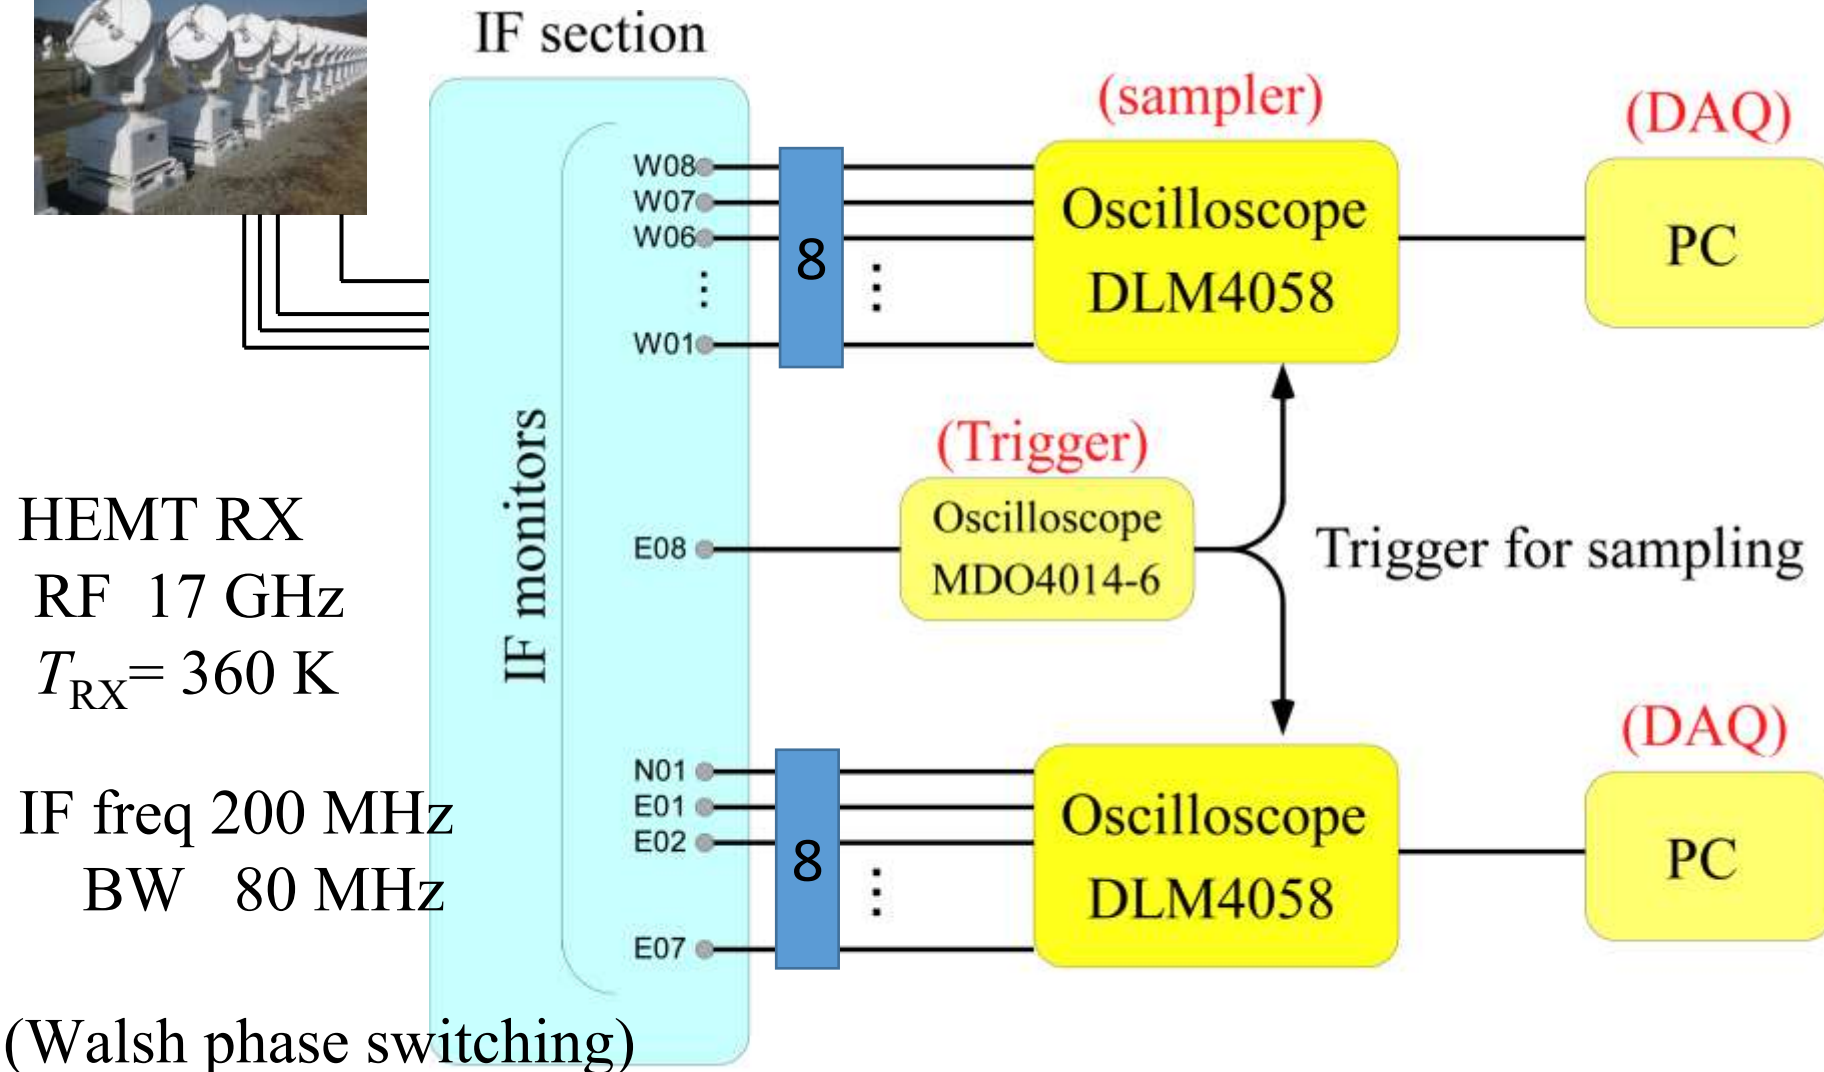 IF section
(sampler)
(DAQ)
W08
W07
W06
W01
8
Oscilloscope
DLM4058
PC
IF monitors
(Trigger)
E08
Oscilloscope
MDO4014-6
Trigger for sampling
HEMT RX
RF 17 GHz
TRX= 360 K
IF freq 200 MHz
BW 80 MHz
(Walsh phase switching)
N01
E01
E02
E07
8
Oscilloscope
DLM4058
(DAQ)
PC